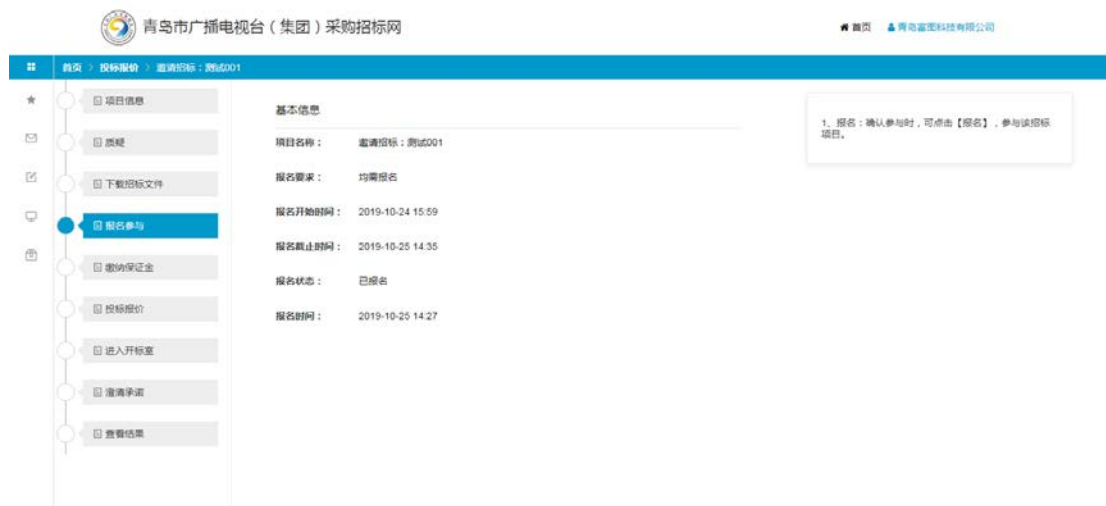 青岛市广播电视台（集团）采购招标网
首页 青岛富图科技有限公司
首页 > 投标报价 > 邀请招标：测试001
项目信息
质疑
下载招标文件
报名参与
缴纳保证金
投标报价
进入开标室
澄清承诺
查看结果
基本信息
项目名称： 邀请招标：测试001
报名要求： 均需报名
报名开始时间： 2019-10-24 15:59
报名截止时间： 2019-10-25 14:35
报名状态： 已报名
报名时间： 2019-10-25 14:27
1、报名：确认参与时，可点击【报名】，参与该招标
项目。